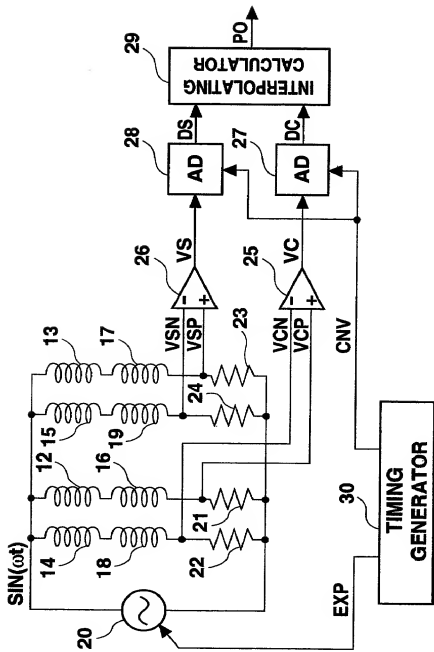 SIN(ωt)
20
14
12
15
13
18
16
19
17
22
21
24
23
VSN
VSP
26
VS
28
AD
DS
29
INTERPOLATING
CALCULATOR
PO
VCN
VCP
25
VC
27
AD
DC
CNV
EXP
30
TIMING
GENERATOR